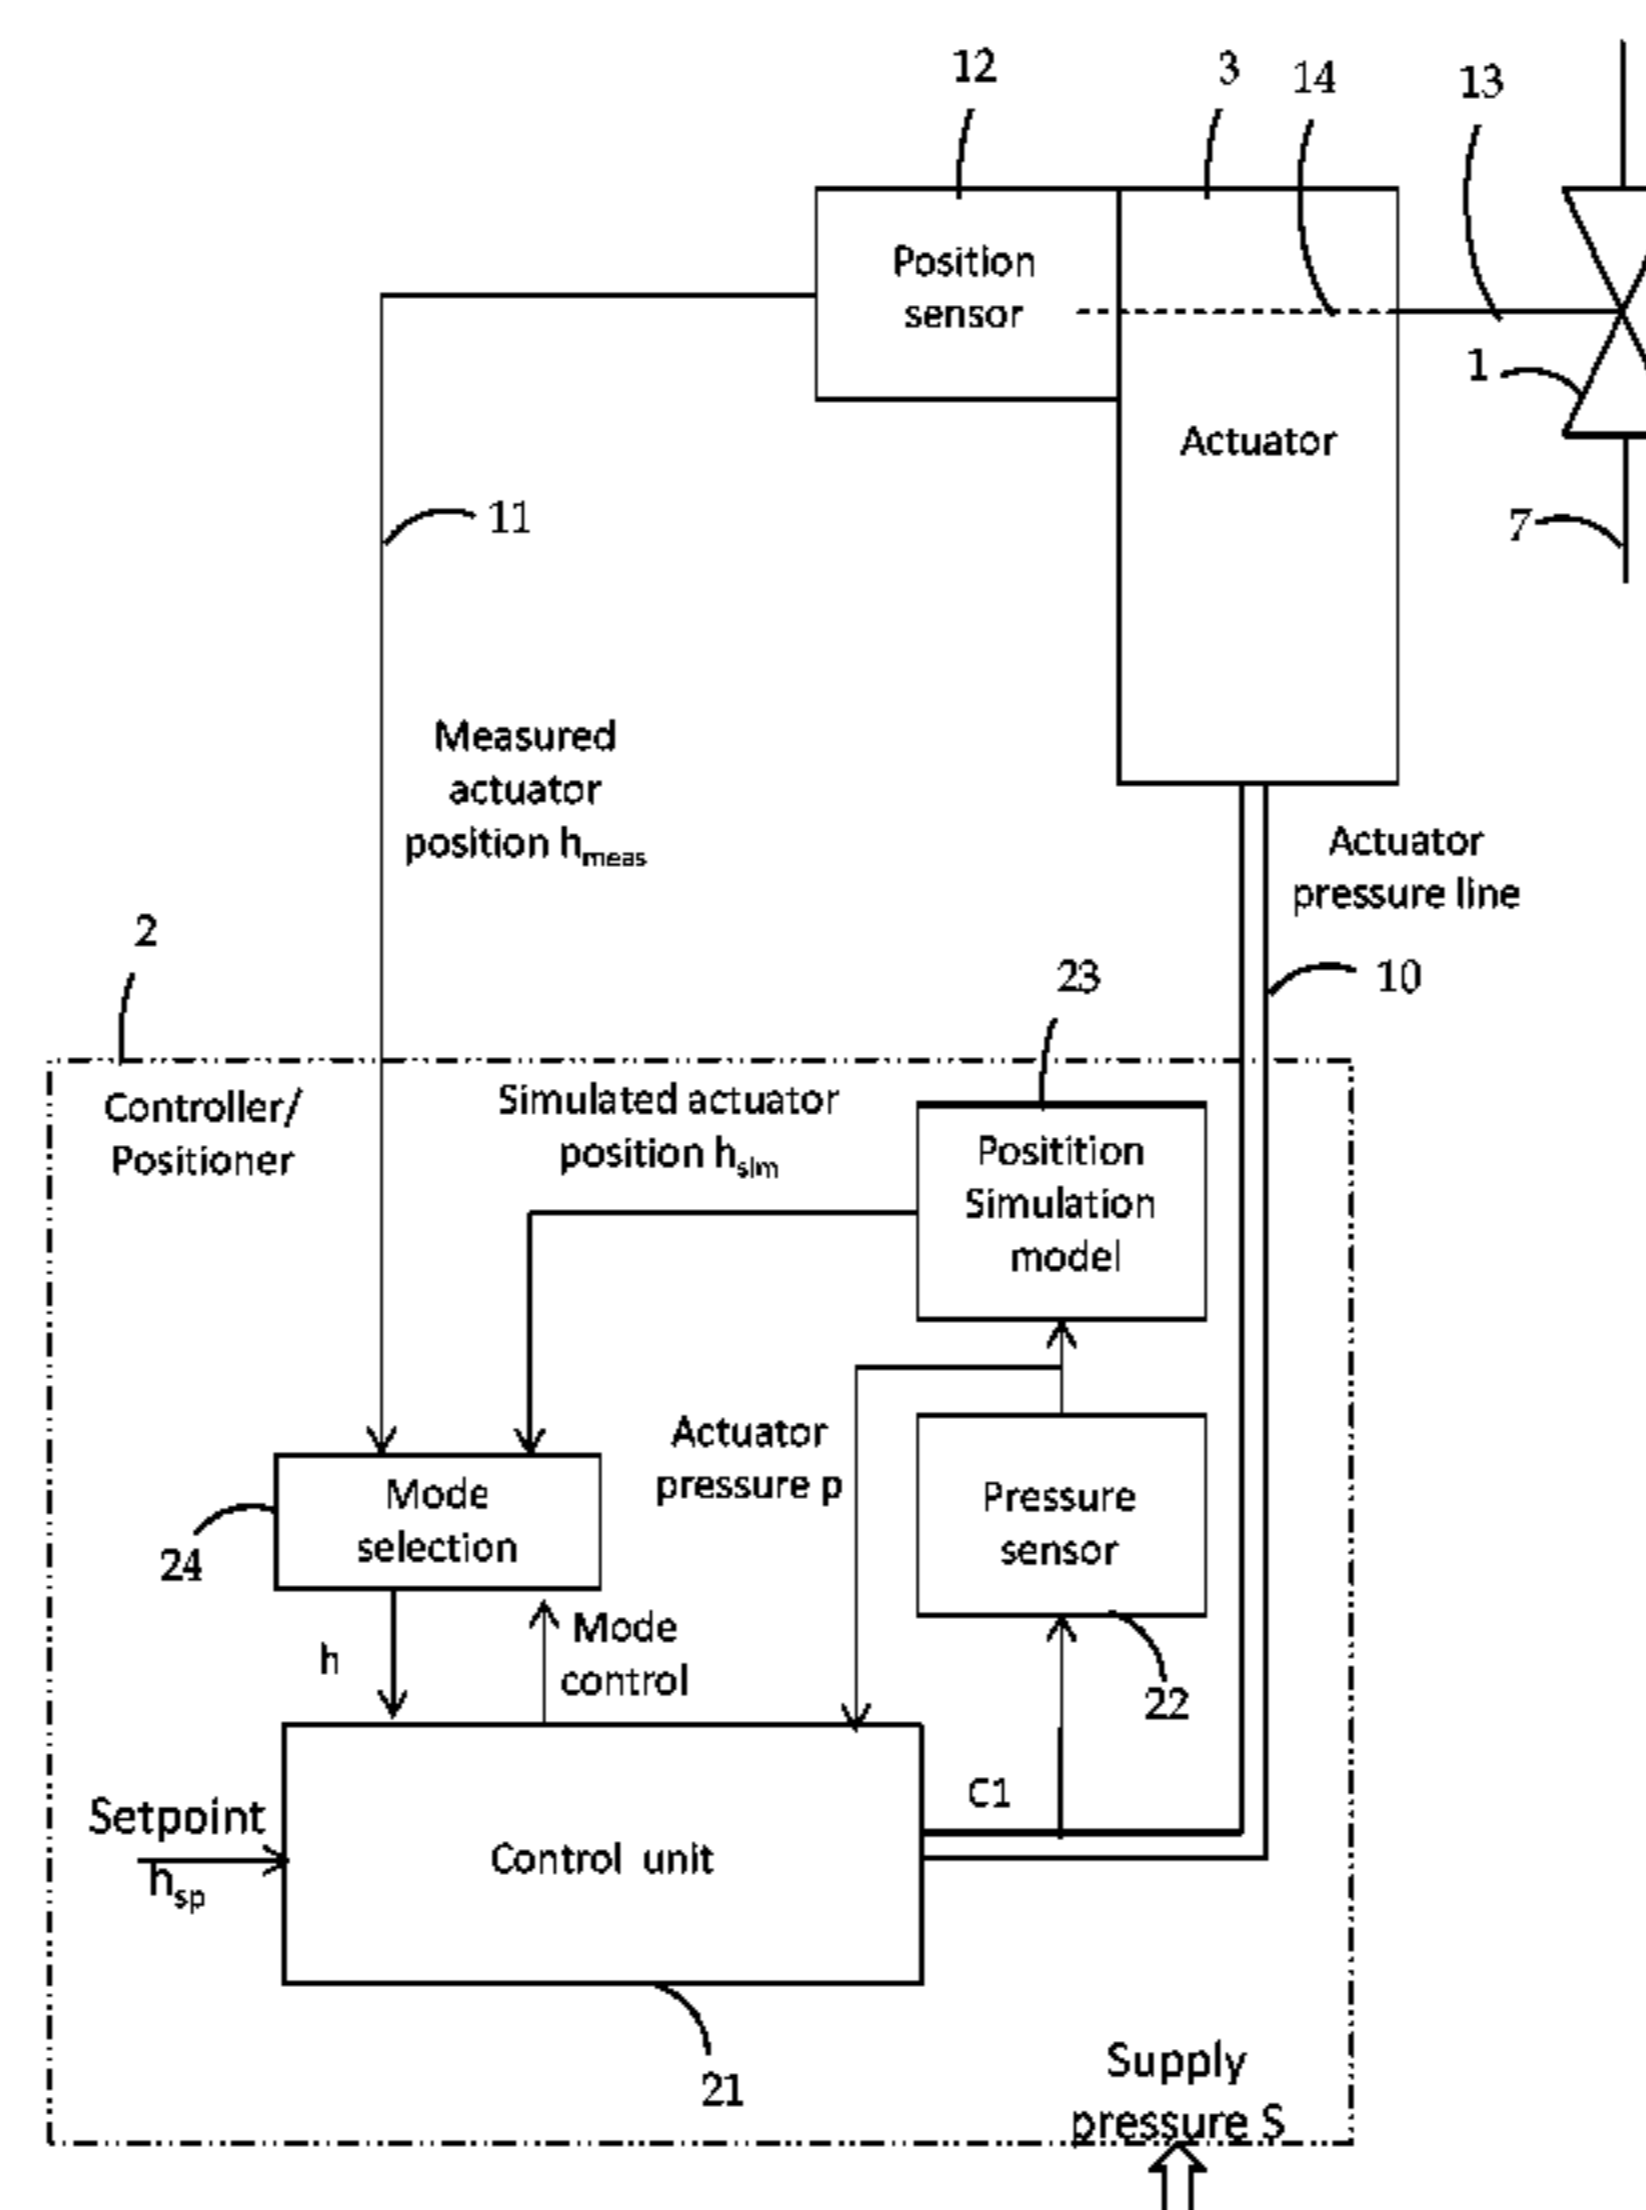 12
3
14
13
Position
sensor
1
Actuator
11
7
Measured
actuator
position hmeas
Actuator
pressure line
2
23
10
Controller/
Positioner
Simulated actuator
position hsim
Positition
Simulation
model
Actuator
pressure p
Mode
selection
Pressure
sensor
24
h
Mode
control
22
C1
Setpoint
hsp
Control unit
21
Supply
pressure S